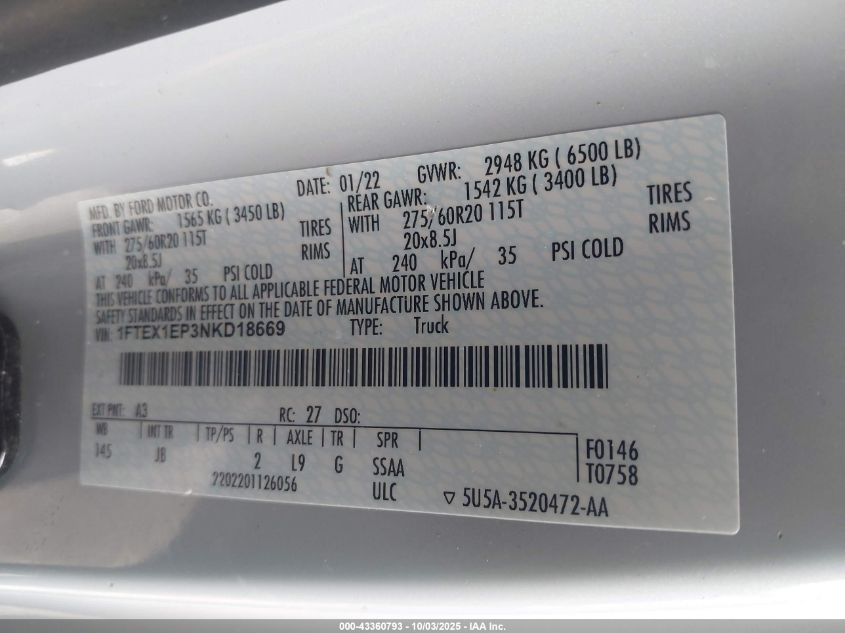 MFD. BY FORD MOTOR CO.
DATE: 01/22
GVWR: 2948 KG ( 6500 LB)
FRONT GAWR: 1565 KG ( 3450 LB)
REAR GAWR: 1542 KG ( 3400 LB)
WITH 275/60R20 115T TIRES
WITH 275/60R20 115T TIRES
20x8.5J RIMS
20x8.5J RIMS
AT 240 kPa/ 35 PSI COLD
AT 240 kPa/ 35 PSI COLD
THIS VEHICLE CONFORMS TO ALL APPLICABLE FEDERAL MOTOR VEHICLE
SAFETY STANDARDS IN EFFECT ON THE DATE OF MANUFACTURE SHOWN ABOVE.
VIN: 1FTEX1EP3NKD18669 TYPE: Truck
EXT PNT: A3 RC: 27 DSO:
WB INT TR TP/PS R AXLE TR SPR
145 JB 2 L9 G SSAA
F0146
T0758
2202201126056 ULC
5U5A-3520472-AA
000-43360793 - 10/03/2025 - IAA Inc.